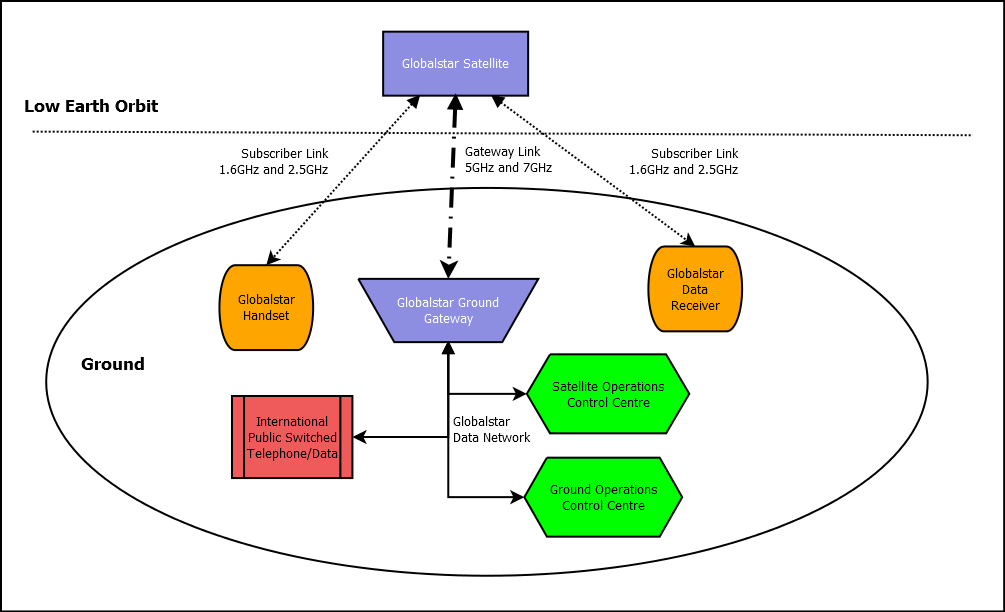 Globalstar Satellite
Low Earth Orbit
Subscriber Link
1.6GHz and 2.5GHz
Gateway Link
5GHz and 7GHz
Subscriber Link
1.6GHz and 2.5GHz
Globalstar
Handset
Globalstar Ground
Gateway
Globalstar
Data
Receiver
Ground
International
Public Switched
Telephone/Data
Globalstar
Data Network
Satellite Operations
Control Centre
Ground Operations
Control Centre